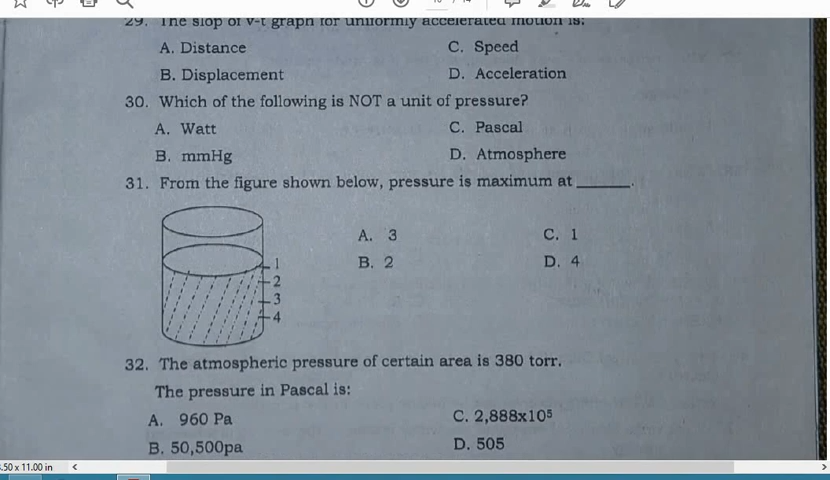 29. The slop of v-t graph for uniformly accelerated motion is:
A. Distance C. Speed
B. Displacement D. Acceleration
30. Which of the following is NOT a unit of pressure?
A. Watt C. Pascal
B. mmHg D. Atmosphere
31. From the figure shown below, pressure is maximum at ______.
A. 3 C. 1
B. 2 D. 4
1
2
3
4
32. The atmospheric pressure of certain area is 380 torr.
The pressure in Pascal is:
A. 960 Pa C. 2,888x10⁵
B. 50,500pa D. 505
.50 x 11.00 in